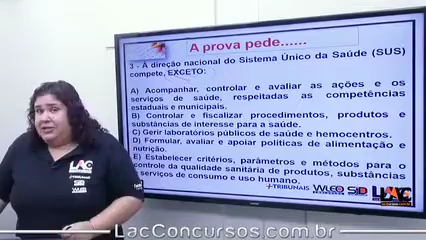 A prova pede......
3 - À direção nacional do Sistema Único da Saúde (SUS)
compete, EXCETO:
A) Acompanhar, controlar e avaliar as ações e os
serviços de saúde, respeitadas as competências
estaduais e municipais.
B) Controlar e fiscalizar procedimentos, produtos e
substâncias de interesse para a saúde.
C) Gerir laboratórios públicos de saúde e hemocentros.
D) Formular, avaliar e apoiar políticas de alimentação e
nutrição.
E) Estabelecer critérios, parâmetros e métodos para o
controle da qualidade sanitária de produtos, substâncias
e serviços de consumo e uso humano.
+TRIBUNAIS
LAC
+TRIBUNAIS
LacConcursos.com.br